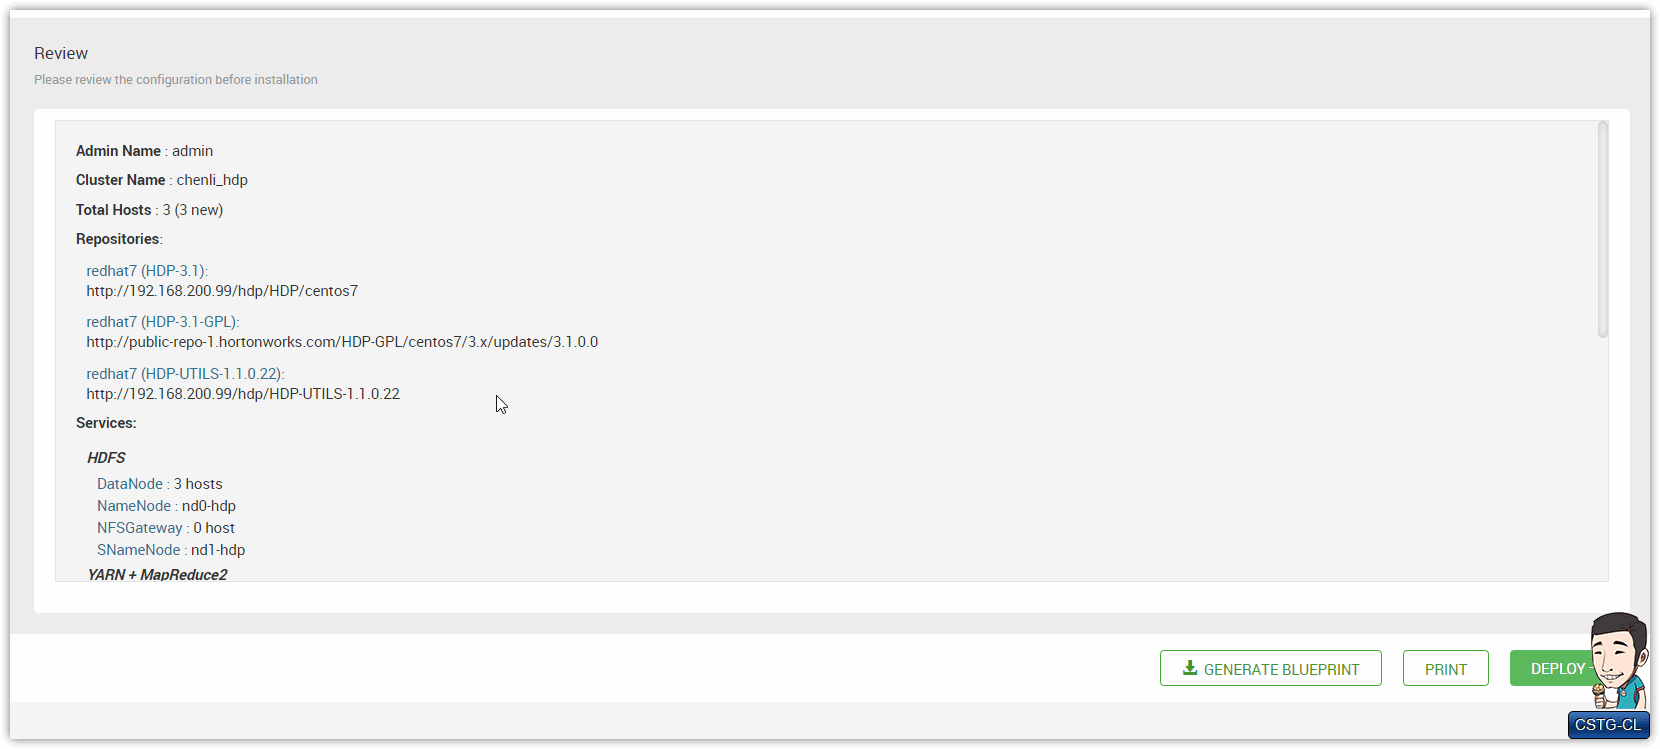 Review
Please review the configuration before installation
Admin Name : admin
Cluster Name : chenli_hdp
Total Hosts : 3 (3 new)
Repositories:
redhat7 (HDP-3.1):
http://192.168.200.99/hdp/HDP/centos7
redhat7 (HDP-3.1-GPL):
http://public-repo-1.hortonworks.com/HDP-GPL/centos7/3.x/updates/3.1.0.0
redhat7 (HDP-UTILS-1.1.0.22):
http://192.168.200.99/hdp/HDP-UTILS-1.1.0.22
Services:
HDFS
DataNode : 3 hosts
NameNode : nd0-hdp
NFSGateway : 0 host
SNameNode : nd1-hdp
YARN + MapReduce2
GENERATE BLUEPRINT PRINT DEPLOY
CSTG-CL